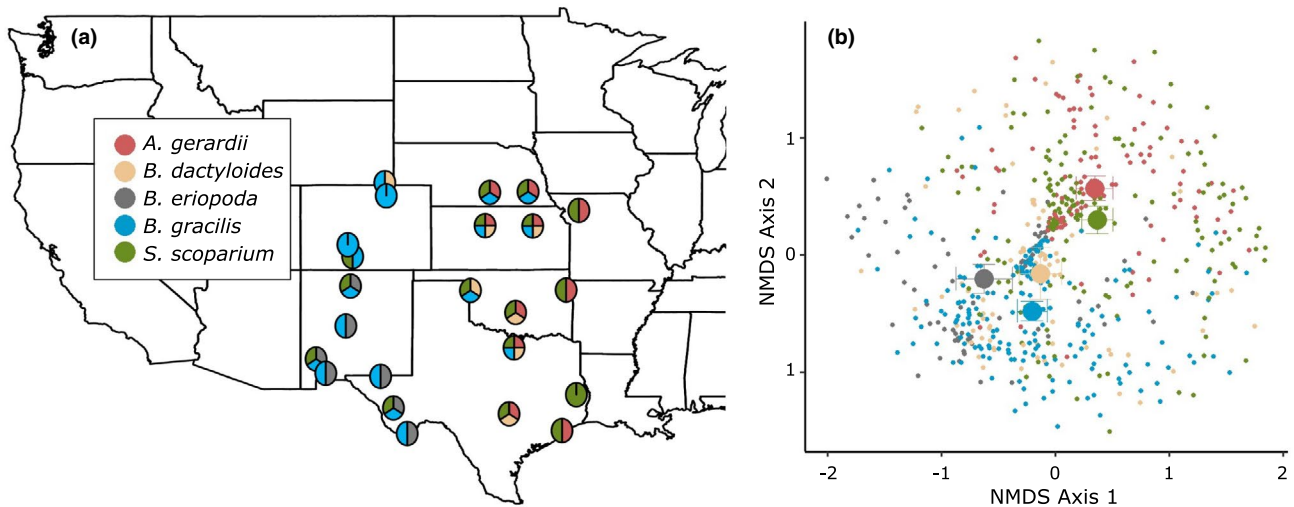 (a)
A. gerardii
B. dactyloides
B. eriopoda
B. gracilis
S. scoparium
(b)
NMDS Axis 2
1
0
1
-2
-1
0
1
2
NMDS Axis 1